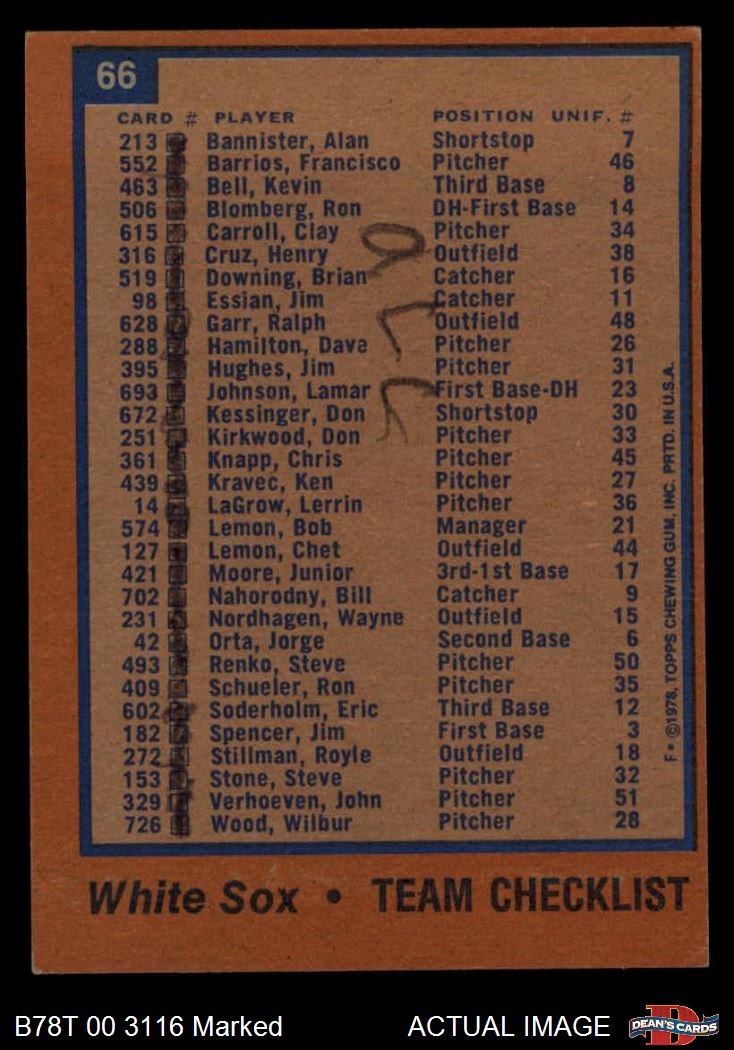 66
CARD # PLAYER POSITION UNIF. #
213 Bannister, Alan Shortstop 7
552 Barrios, Francisco Pitcher 46
463 Bell, Kevin Third Base 8
506 Blomberg, Ron DH-First Base 14
615 Carroll, Clay Pitcher 34
316 Cruz, Henry Outfield 38
519 Downing, Brian Catcher 16
98 Essian, Jim Catcher 11
628 Garr, Ralph Outfield 48
288 Hamilton, Dave Pitcher 26
395 Hughes, Jim Pitcher 31
693 Johnson, Lamar First Base-DH 23
672 Kessinger, Don Shortstop 30
251 Kirkwood, Don Pitcher 33
361 Knapp, Chris Pitcher 45
439 Kravec, Ken Pitcher 27
14 LaGrow, Lerrin Pitcher 36
574 Lemon, Bob Manager 21
127 Lemon, Chet Outfield 44
421 Moore, Junior 3rd-1st Base 17
702 Nahorodny, Bill Catcher 9
231 Nordhagen, Wayne Outfield 15
42 Orta, Jorge Second Base 6
493 Renko, Steve Pitcher 50
409 Schueler, Ron Pitcher 35
602 Soderholm, Eric Third Base 12
182 Spencer, Jim First Base 3
272 Stillman, Royle Outfield 18
153 Stone, Steve Pitcher 32
329 Verhoeven, John Pitcher 51
726 Wood, Wilbur Pitcher 28
F• ©1978, TOPPS CHEWING GUM, INC. PRTD. IN U.S.A.
White Sox • TEAM CHECKLIST
B78T 00 3116 Marked ACTUAL IMAGE DEAN'S CARDS